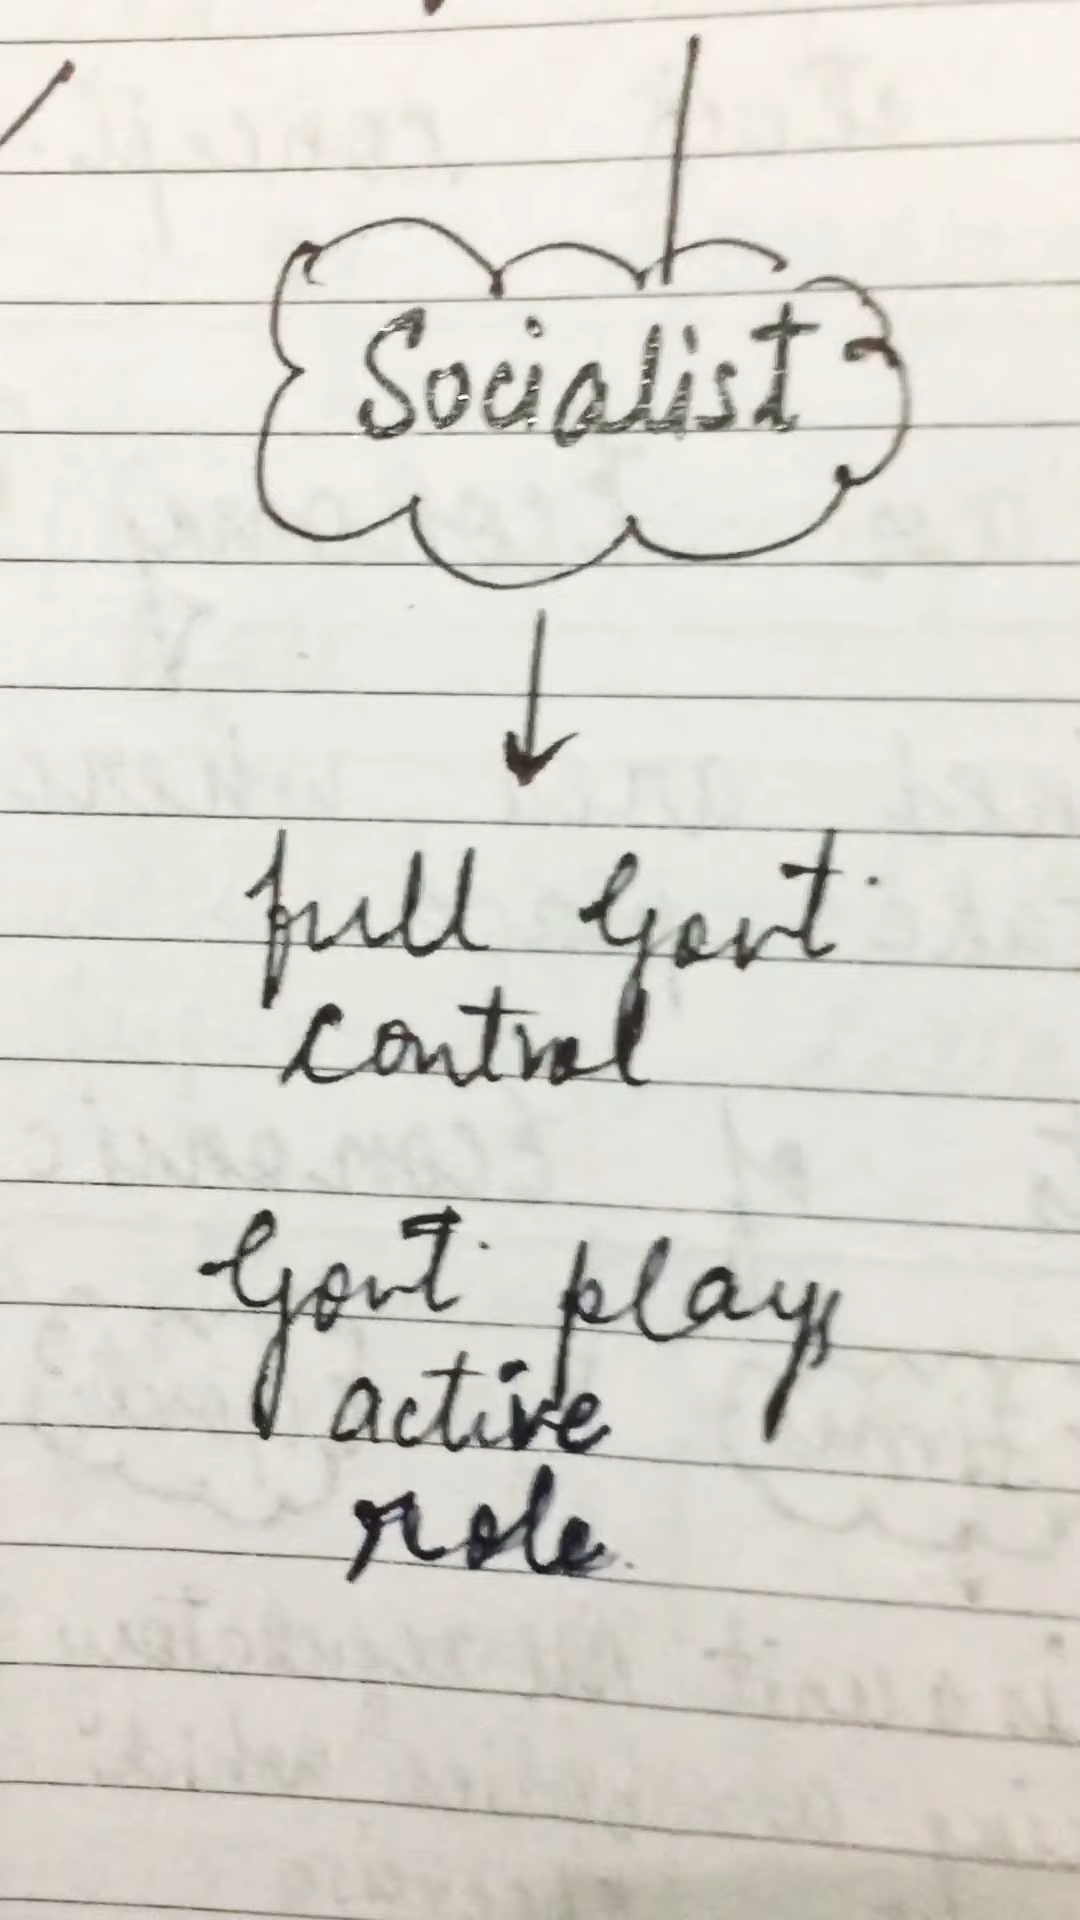 Socialist
full Govt.
control
Govt. plays
active
role.